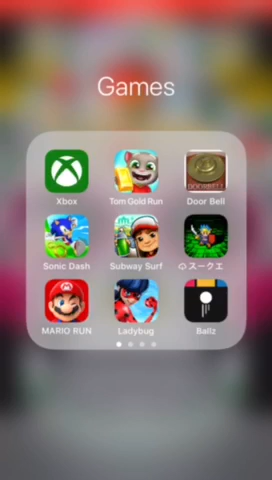 Games
Xbox
Tom Gold Run
Door Bell
Sonic Dash
Subway Surf
スークエ
MARIO RUN
Ladybug
Ballz